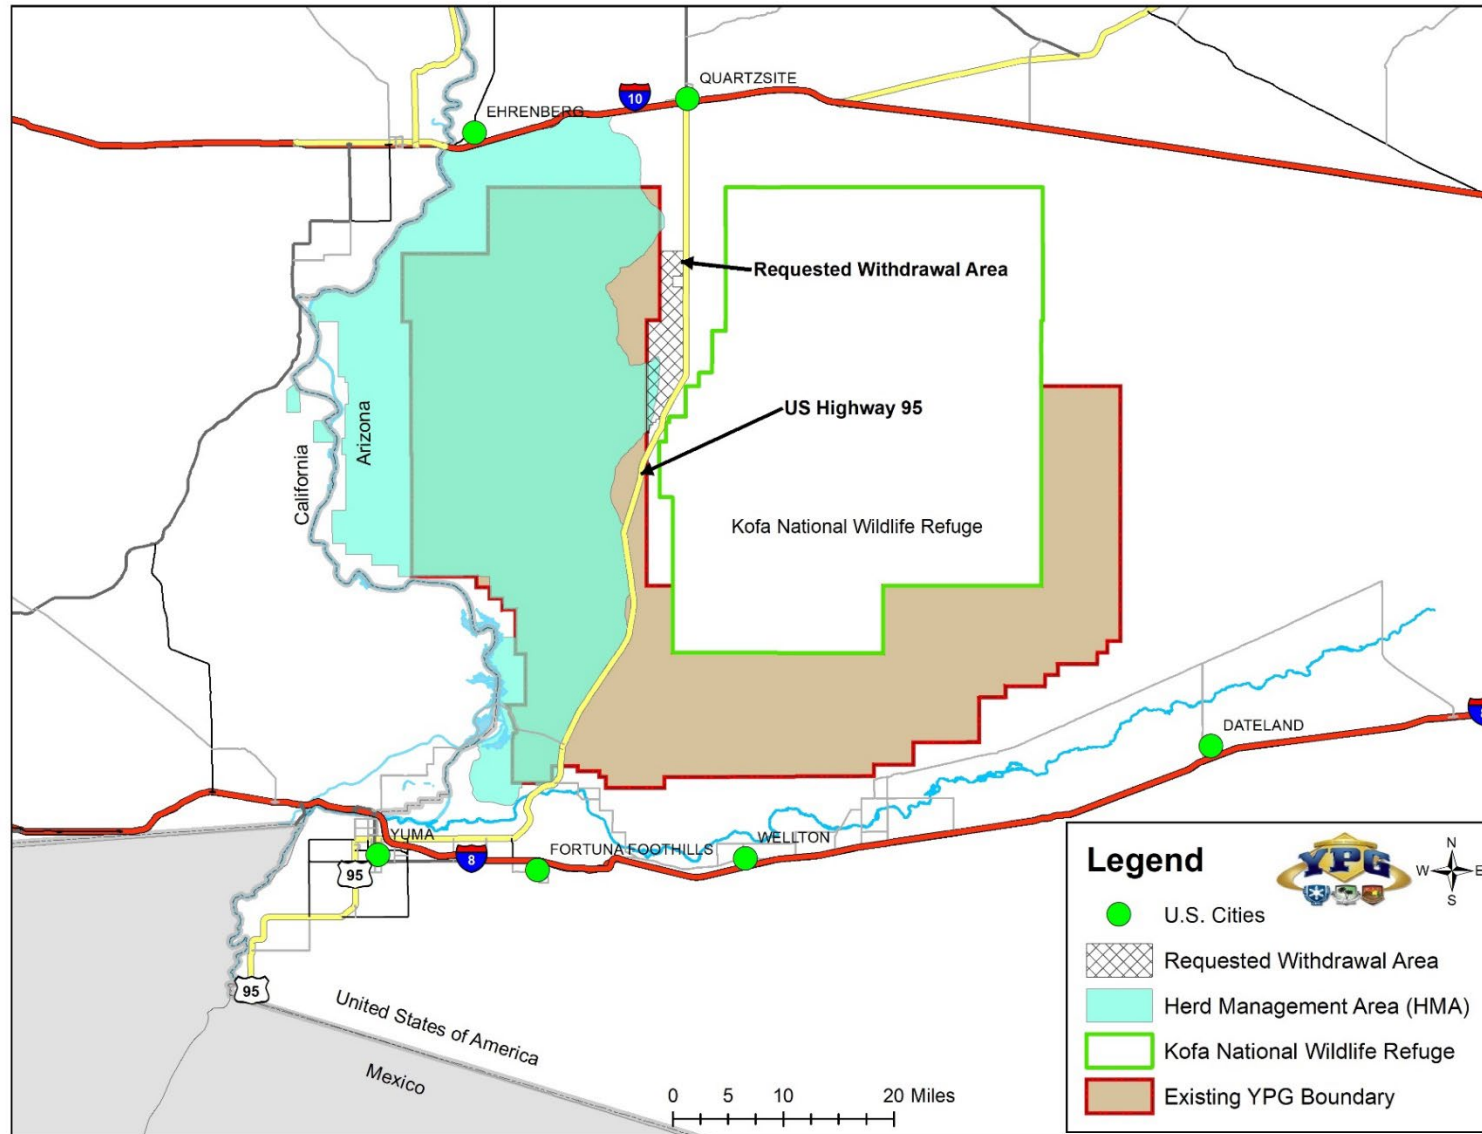 QUARTZSITE
10
EHRENBERG
Requested Withdrawal Area
US Highway 95
Arizona
California
Kofa National Wildlife Refuge
DATELAND
YUMA
FORTUNA FOOTHILLS
WELLTON
8
95
95
United States of America
Mexico
0 5 10 20 Miles
Legend
YPG
N
W E
S
U.S. Cities
Requested Withdrawal Area
Herd Management Area (HMA)
Kofa National Wildlife Refuge
Existing YPG Boundary